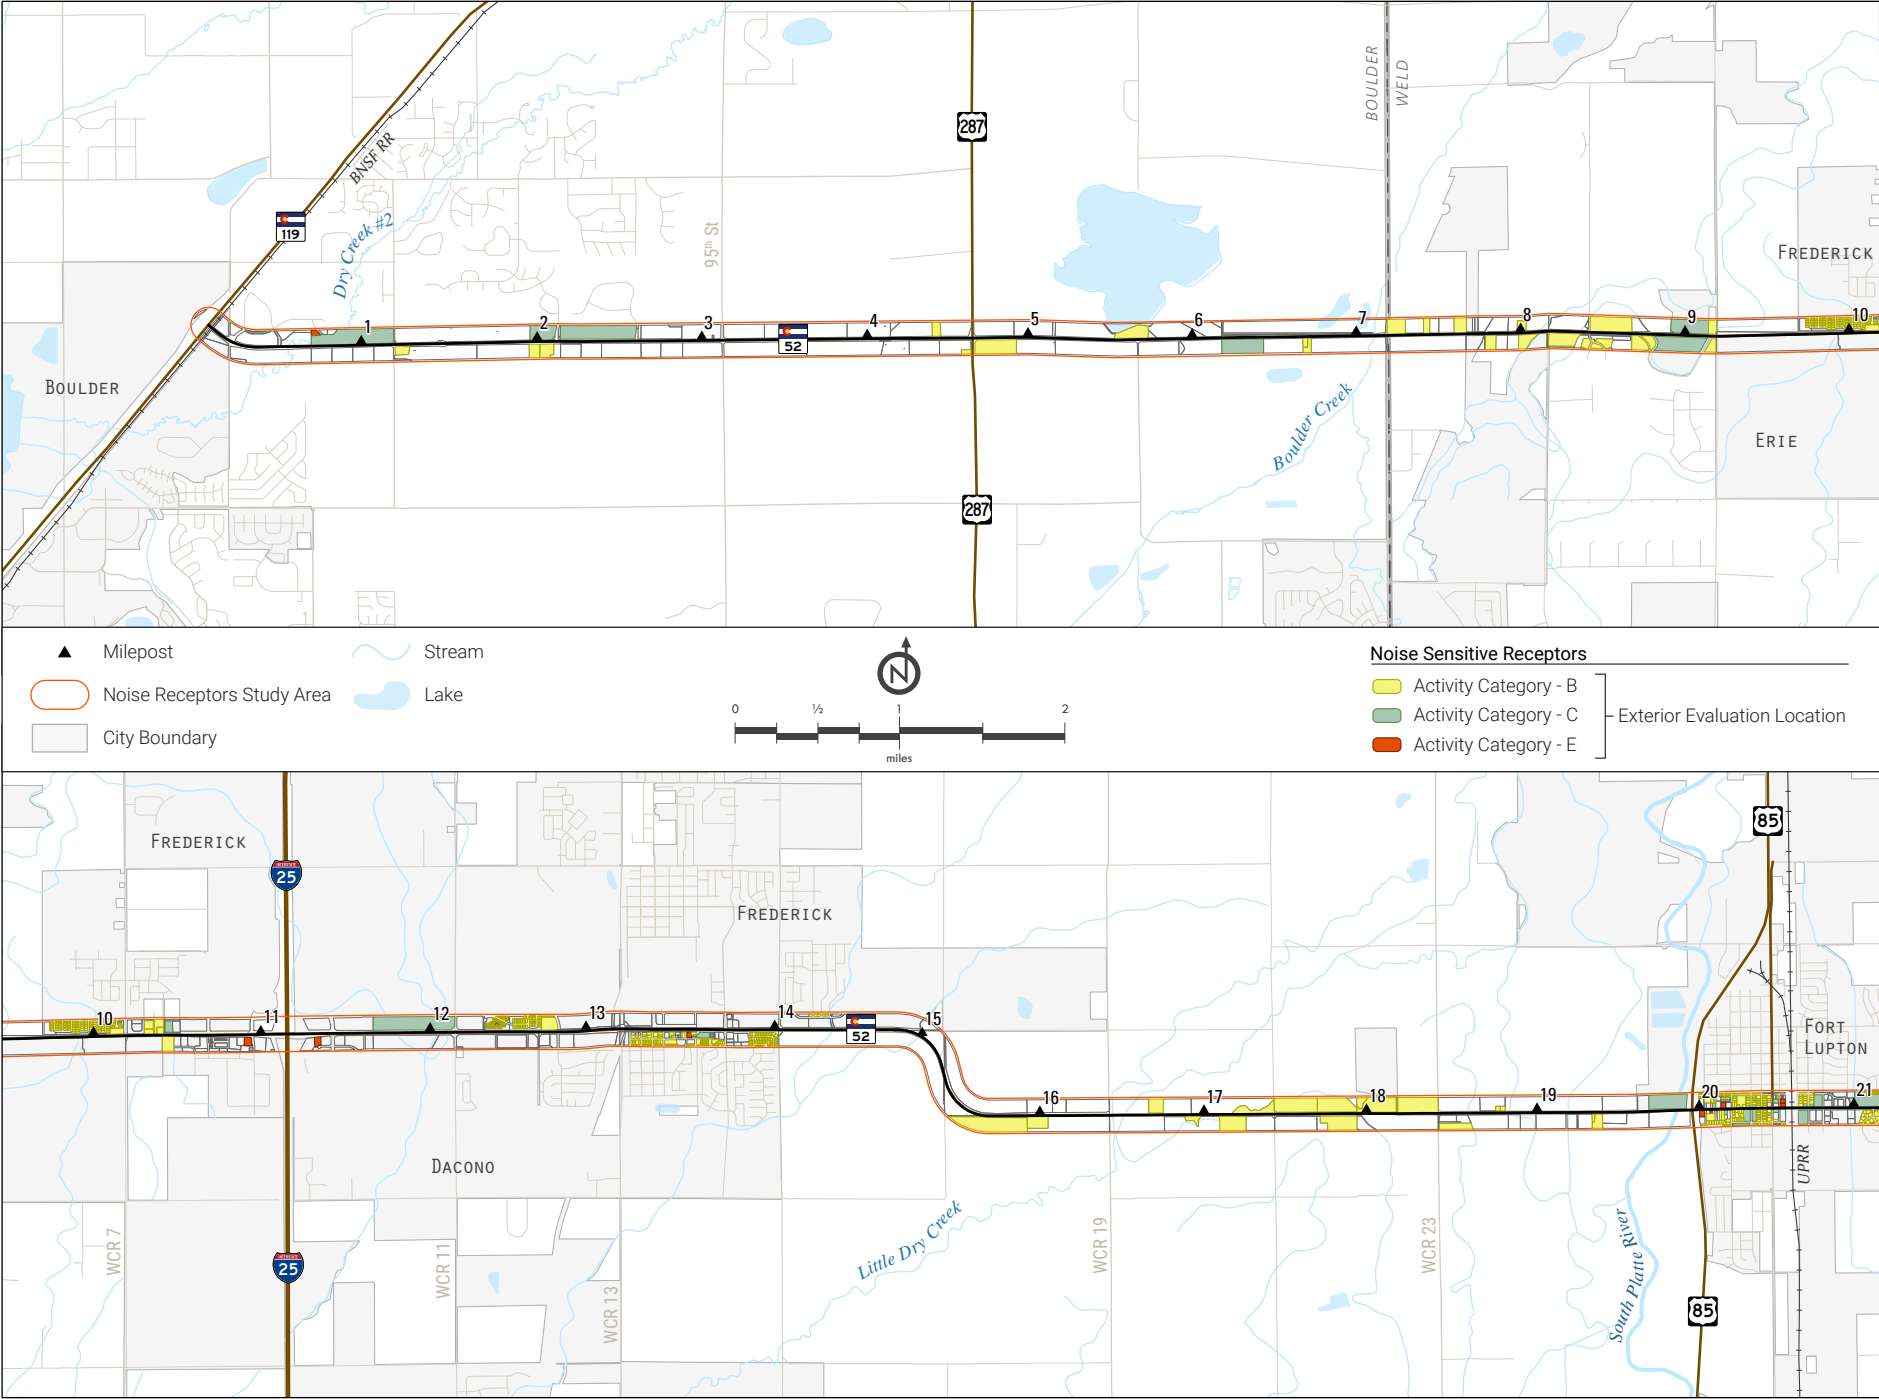 BOULDER
WELD
287
BNSF RR
119
Dry Creek #2
95th St
FREDERICK
1
2
3
52
4
5
6
7
8
9
10
BOULDER
Boulder Creek
ERIE
287
Milepost
Noise Receptors Study Area
City Boundary
Stream
Lake
N
0
½
1
2
miles
Noise Sensitive Receptors
Activity Category - B
Activity Category - C
Activity Category - E
Exterior Evaluation Location
85
FREDERICK
INTERSTATE
25
FREDERICK
10
11
12
13
14
52
15
FORT
LUPTON
16
17
18
19
20
21
DACONO
UPRR
WCR 7
WCR 11
WCR 13
Little Dry Creek
WCR 19
WCR 23
South Platte River
INTERSTATE
25
85